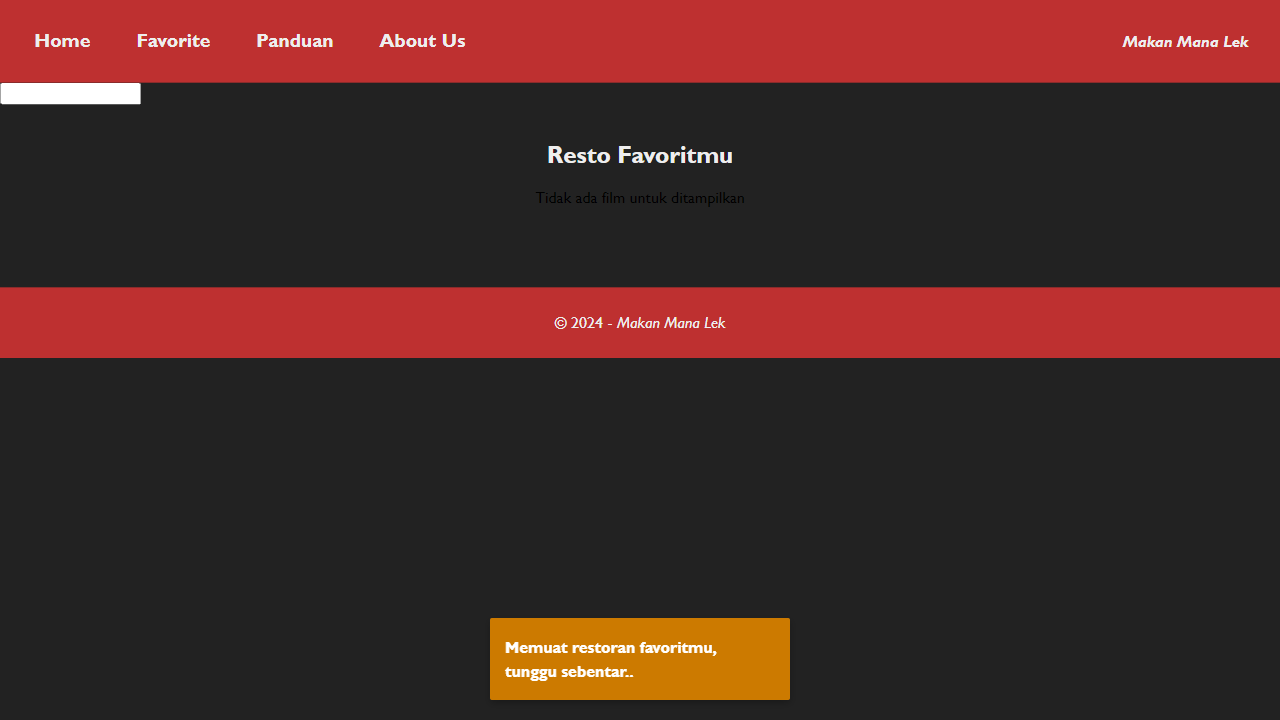 Home Favorite Panduan About Us Makan Mana Lek
Resto Favoritmu
Tidak ada film untuk ditampilkan
© 2024 - Makan Mana Lek
Memuat restoran favoritmu,
tunggu sebentar..